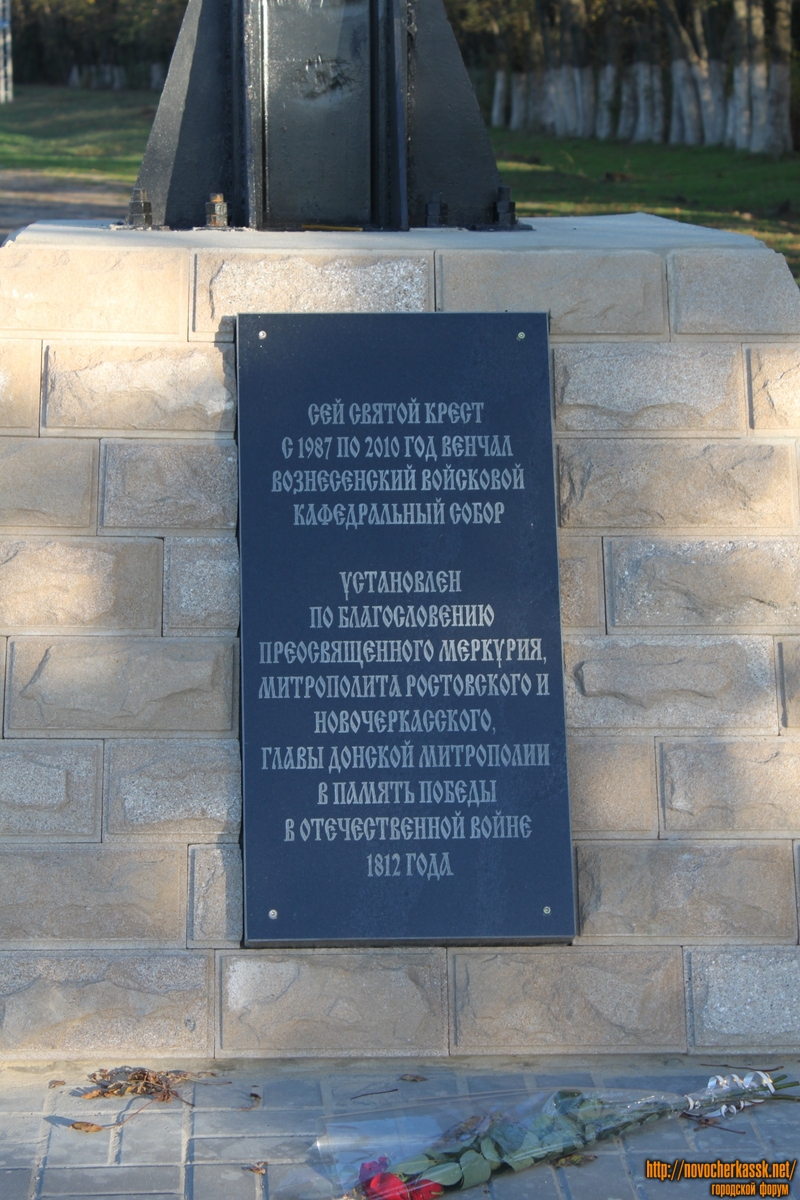 СЕЙ СВЯТОЙ КРЕСТ
С 1987 ПО 2010 ГОД ВЕНЧАЛ
ВОЗНЕСЕНСКИЙ ВОЙСКОВОЙ
КАФЕДРАЛЬНЫЙ СОБОР
УСТАНОВЛЕН
ПО БЛАГОСЛОВЕНИЮ
ПРЕОСВЯЩЕННОГО МЕРКУРИЯ,
МИТРОПОЛИТА РОСТОВСКОГО И
НОВОЧЕРКАССКОГО,
ГЛАВЫ ДОНСКОЙ МИТРОПОЛИИ
В ПАМЯТЬ ПОБЕДЫ
В ОТЕЧЕСТВЕННОЙ ВОЙНЕ
1812 ГОДА
http://novocherkassk.net/
городской форум